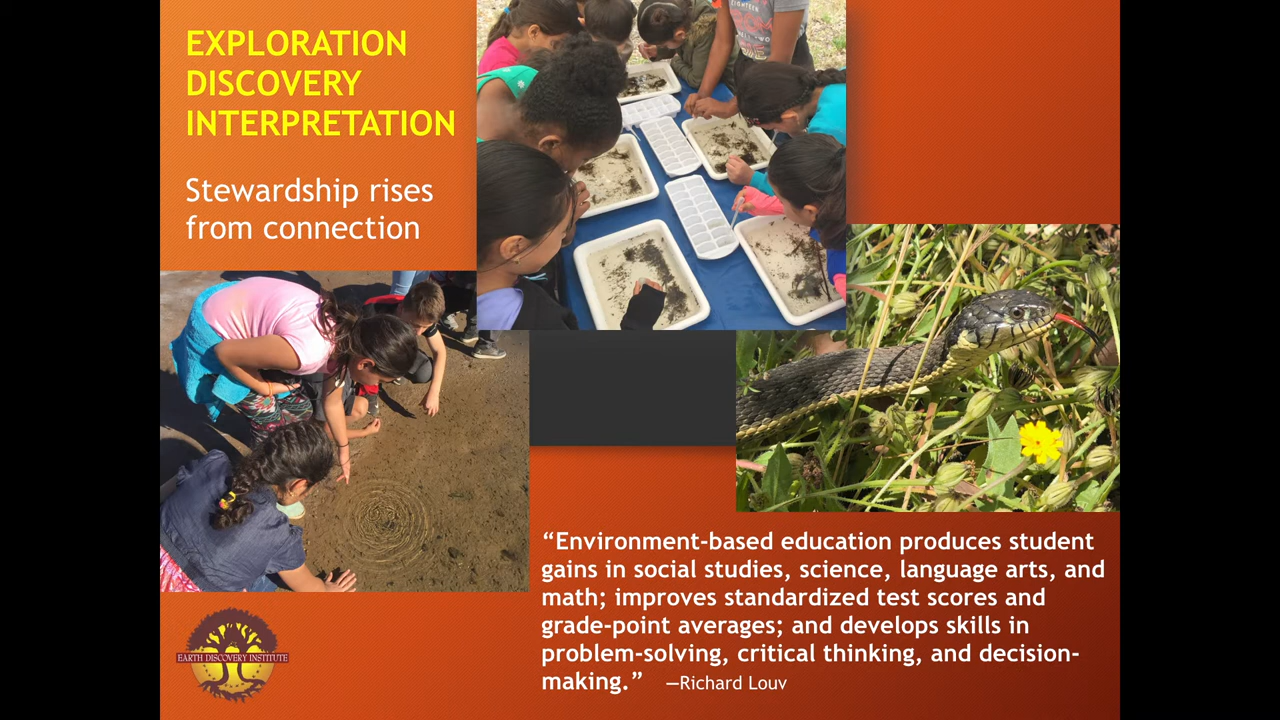 EXPLORATION
DISCOVERY
INTERPRETATION
Stewardship rises
from connection
“Environment-based education produces student
gains in social studies, science, language arts, and
math; improves standardized test scores and
grade-point averages; and develops skills in
problem-solving, critical thinking, and decision-
making.” —Richard Louv
EARTH DISCOVERY INSTITUTE